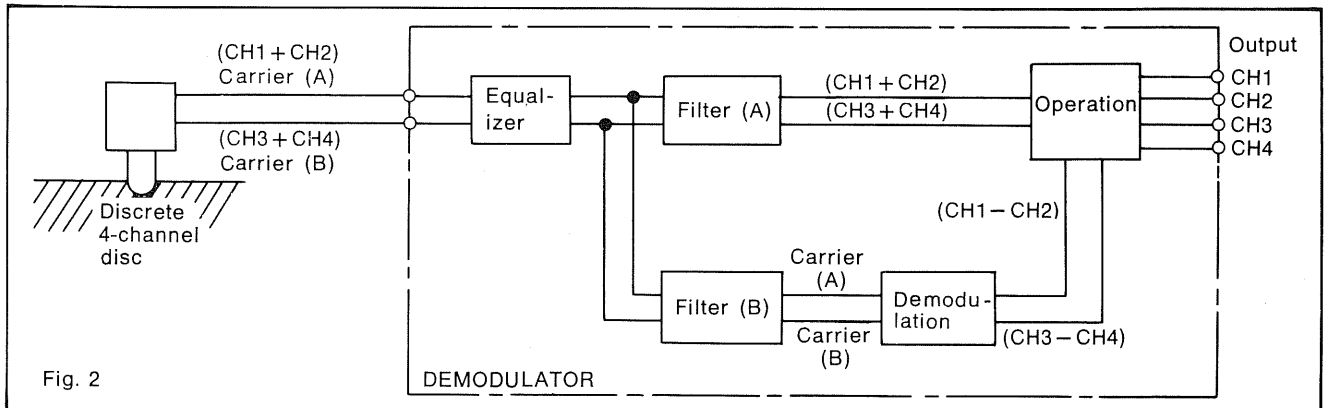 (CH1+CH2)
Carrier (A)
(CH3+CH4)
Carrier (B)
Discrete
4-channel
disc
Equal-
izer
Filter (A)
(CH1+CH2)
(CH3+CH4)
Operation
Output
CH1
CH2
CH3
CH4
(CH1−CH2)
Filter (B)
Carrier
(A)
Carrier
(B)
Demodu-
lation
(CH3−CH4)
Fig. 2
DEMODULATOR